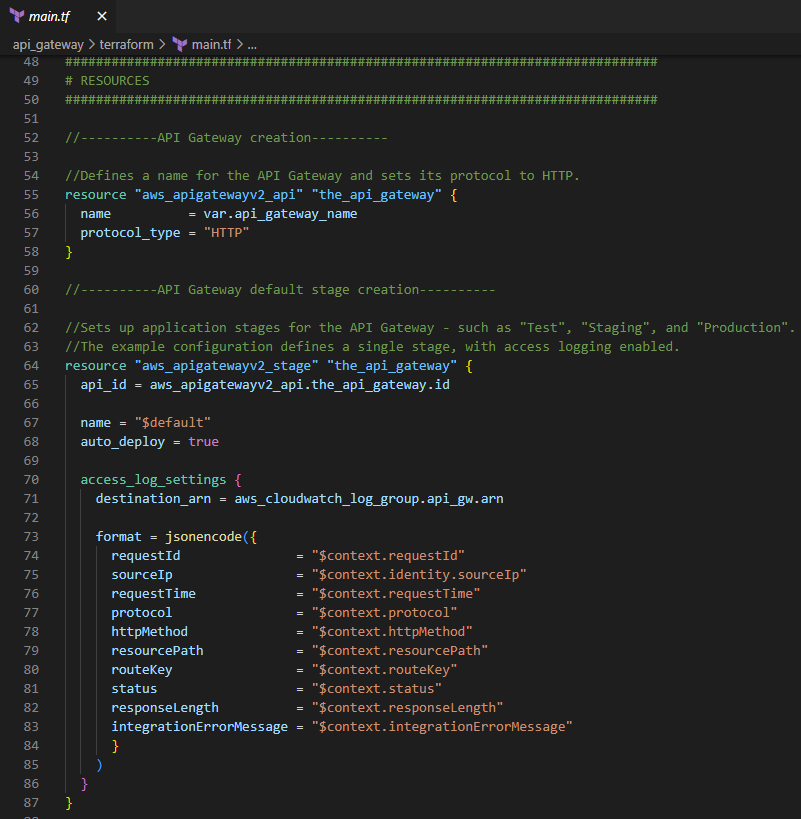 main.tf ×
api_gateway > terraform > main.tf > ...
48 #############################################################################
49 # RESOURCES
50 #############################################################################
51
52 //----------API Gateway creation----------
53
54 //Defines a name for the API Gateway and sets its protocol to HTTP.
55 resource "aws_apigatewayv2_api" "the_api_gateway" {
56   name          = var.api_gateway_name
57   protocol_type = "HTTP"
58 }
59
60 //----------API Gateway default stage creation----------
61
62 //Sets up application stages for the API Gateway - such as "Test", "Staging", and "Production".
63 //The example configuration defines a single stage, with access logging enabled.
64 resource "aws_apigatewayv2_stage" "the_api_gateway" {
65   api_id = aws_apigatewayv2_api.the_api_gateway.id
66
67   name = "$default"
68   auto_deploy = true
69
70   access_log_settings {
71     destination_arn = aws_cloudwatch_log_group.api_gw.arn
72
73     format = jsonencode({
74       requestId               = "$context.requestId"
75       sourceIp                = "$context.identity.sourceIp"
76       requestTime             = "$context.requestTime"
77       protocol                = "$context.protocol"
78       httpMethod              = "$context.httpMethod"
79       resourcePath            = "$context.resourcePath"
80       routeKey                = "$context.routeKey"
81       status                  = "$context.status"
82       responseLength          = "$context.responseLength"
83       integrationErrorMessage = "$context.integrationErrorMessage"
84       }
85     )
86   }
87 }